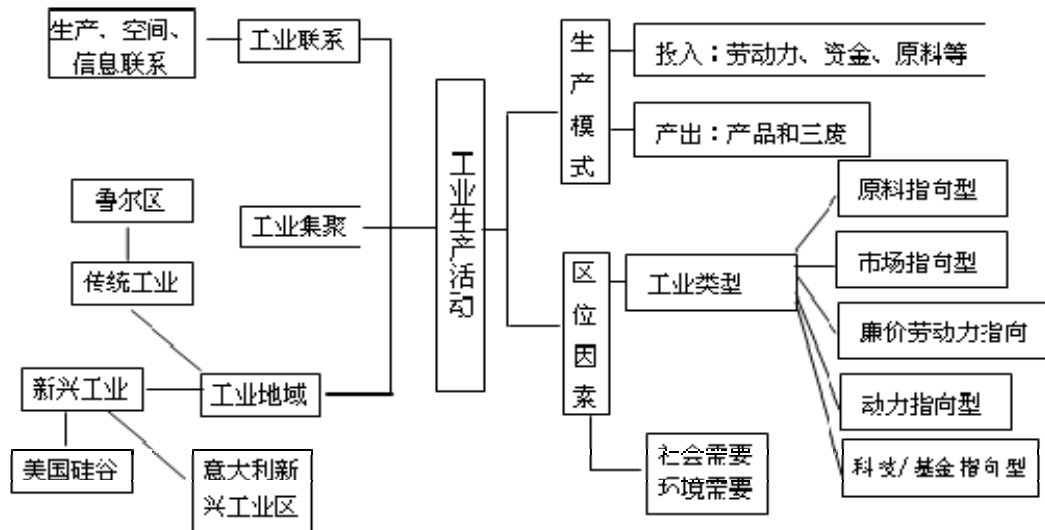 生产、空间、
信息联系
工业联系
工业集聚
鲁尔区
传统工业
新兴工业
工业地域
美国硅谷
意大利新
兴工业区
工业生产活动
生产模式
投入：劳动力、资金、原料等
产出：产品和三废
区位因素
工业类型
原料指向型
市场指向型
廉价劳动力指向
动力指向型
科技/基金指向型
社会需要
环境需要